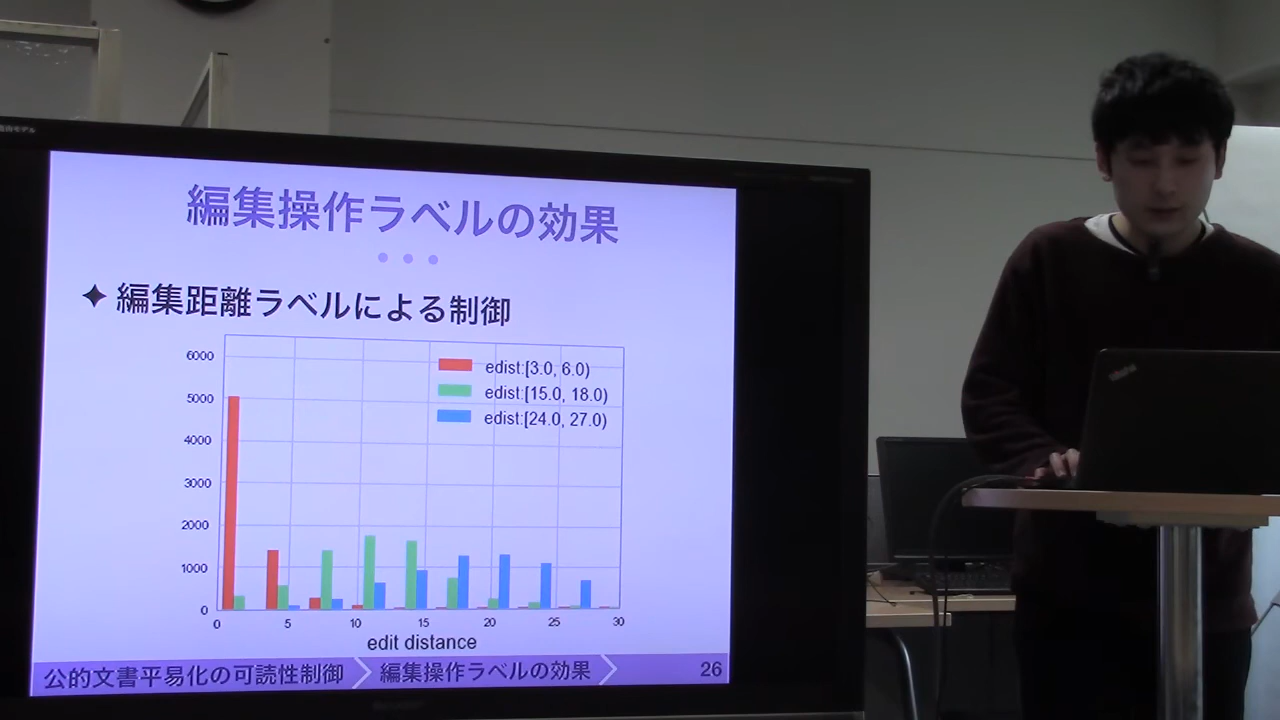 編集操作ラベルの効果
編集距離ラベルによる制御
6000
5000
4000
3000
2000
1000
0
edist:[3.0, 6.0)
edist:[15.0, 18.0)
edist:[24.0, 27.0)
0 5 10 15 20 25 30
edit distance
公的文書平易化の可読性制御 編集操作ラベルの効果 26
ThinkPad